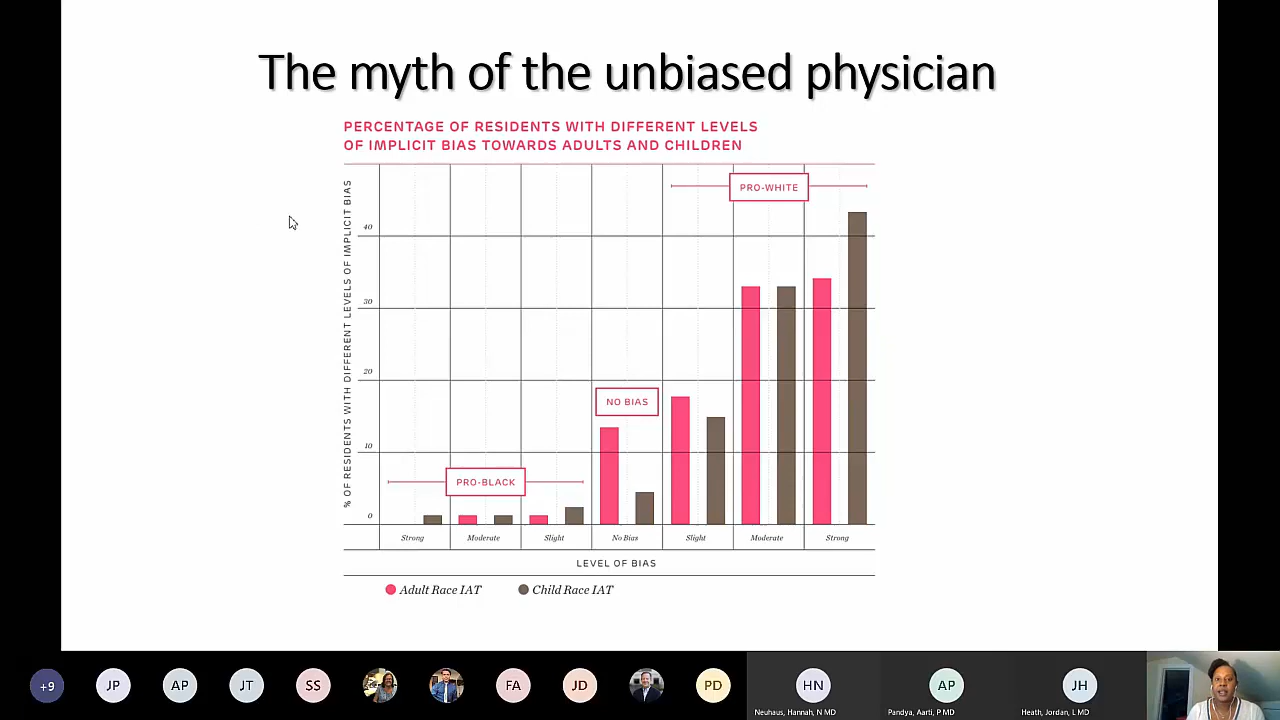 The myth of the unbiased physician
PERCENTAGE OF RESIDENTS WITH DIFFERENT LEVELS
OF IMPLICIT BIAS TOWARDS ADULTS AND CHILDREN
% OF RESIDENTS WITH DIFFERENT LEVELS OF IMPLICIT BIAS
PRO-WHITE
40
30
20
NO BIAS
10
PRO-BLACK
0
Strong Moderate Slight No Bias Slight Moderate Strong
LEVEL OF BIAS
Adult Race IAT Child Race IAT
+9 JP AP JT SS FA JD PD HN AP JH
Neuhaus, Hannah, N MD Pandya, Aarti, P MD Heath, Jordan, L MD